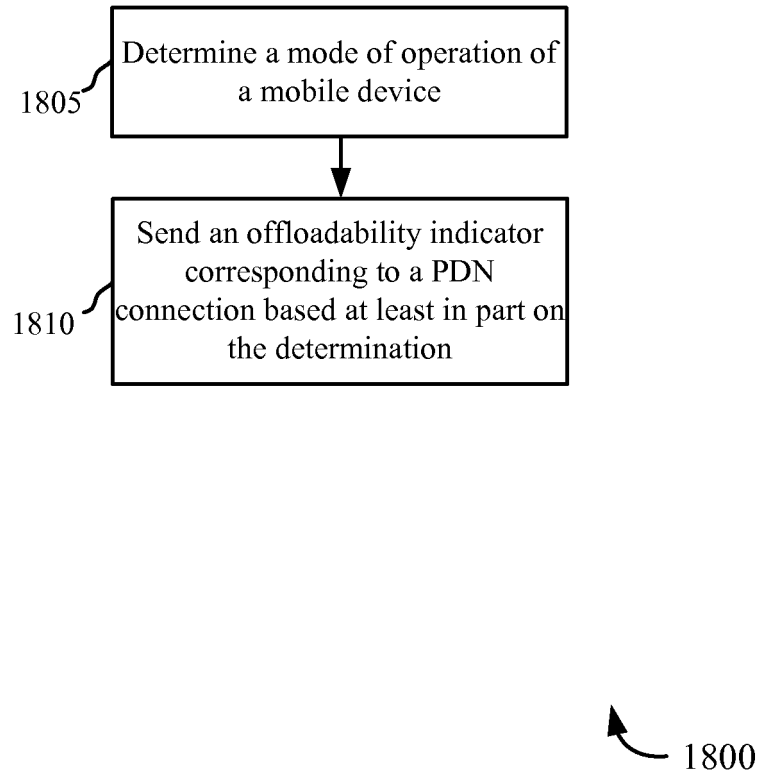 Determine a mode of operation of
a mobile device
1805
Send an offloadability indicator
corresponding to a PDN
connection based at least in part on
the determination
1810
1800